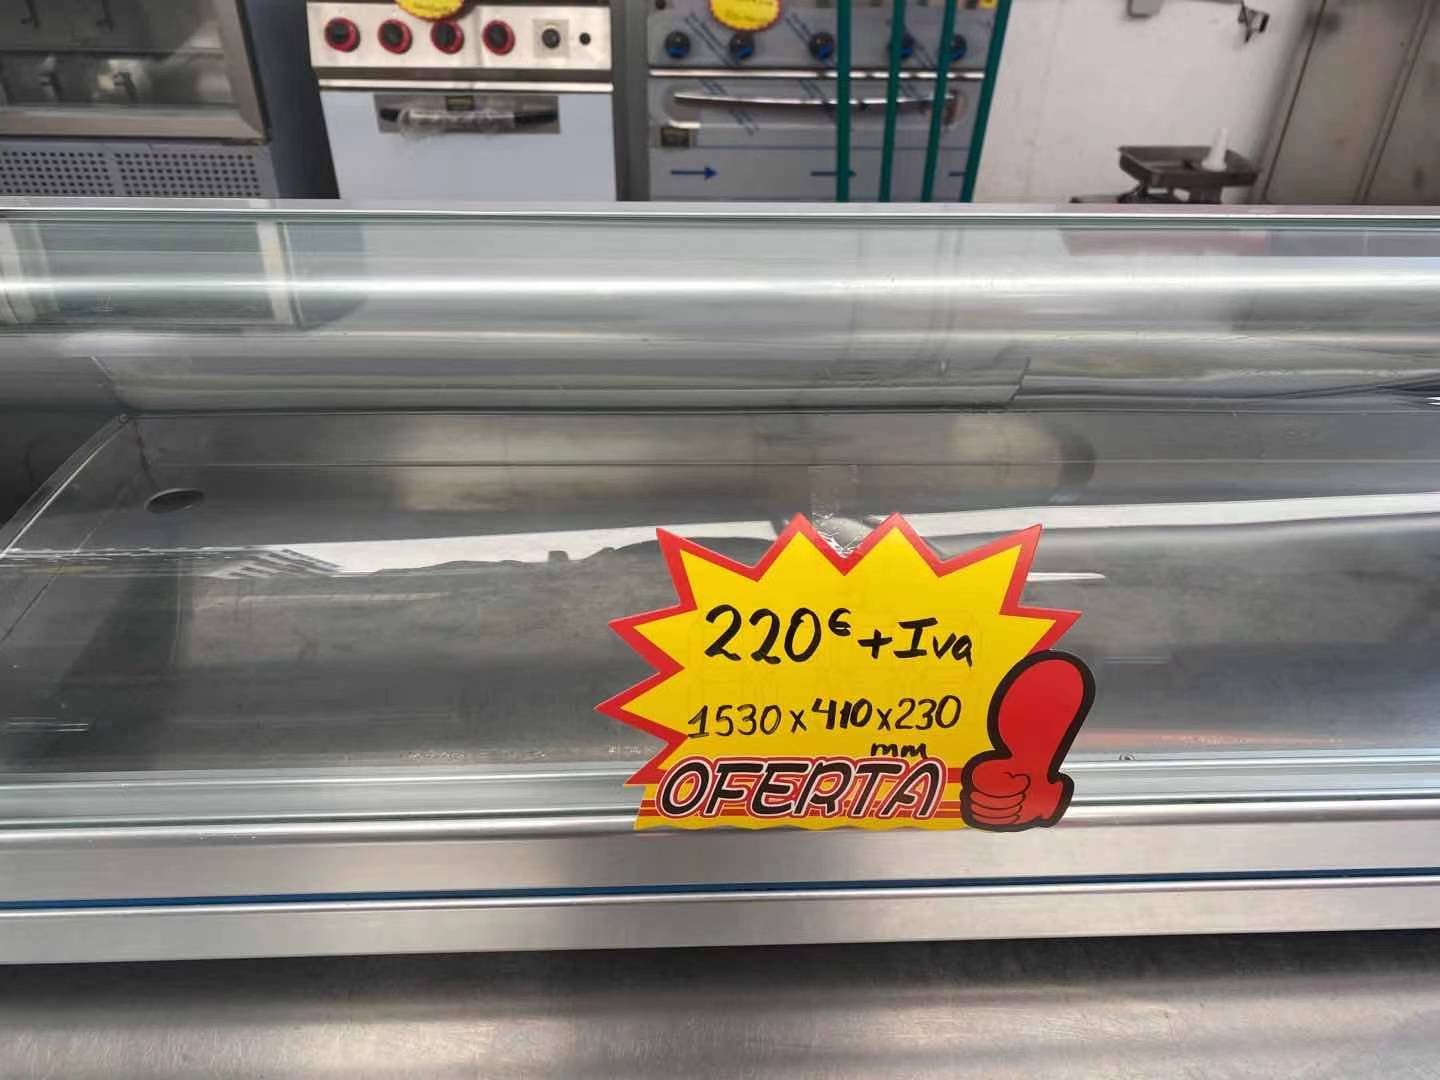 220€ + Iva
1530 x 410 x 230
mm
OFERTA